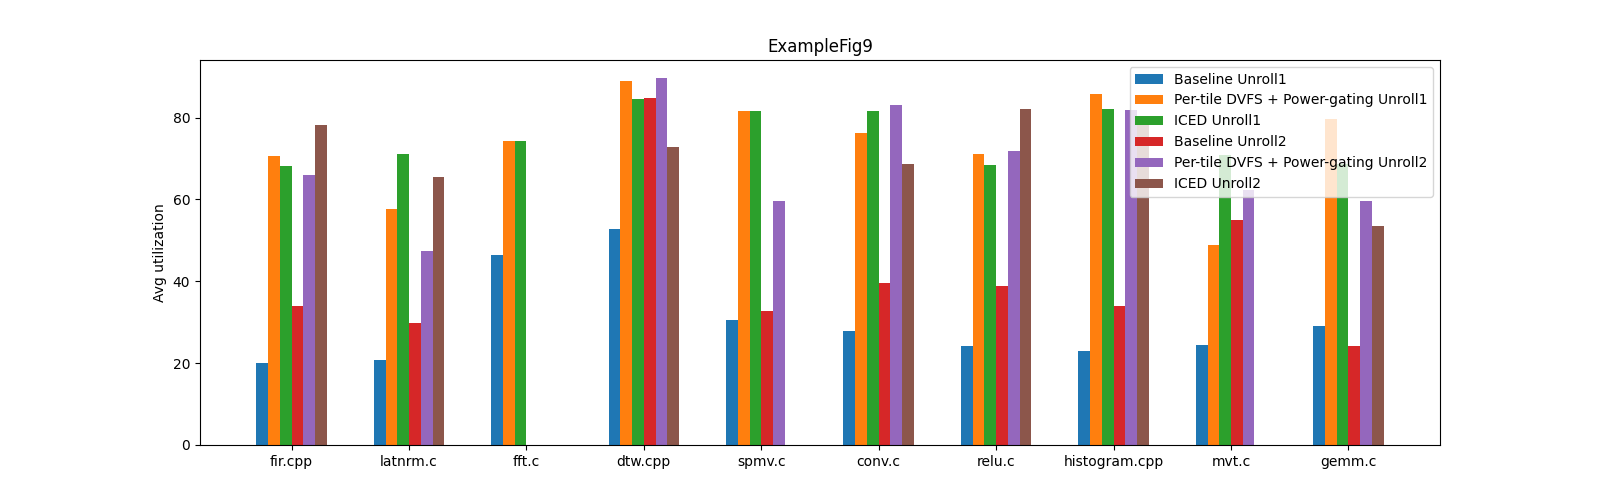 ExampleFig9
Avg utilization
80
60
40
20
0
Baseline Unroll1
Per-tile DVFS + Power-gating Unroll1
ICED Unroll1
Baseline Unroll2
Per-tile DVFS + Power-gating Unroll2
ICED Unroll2
fir.cpp
latnrm.c
fft.c
dtw.cpp
spmv.c
conv.c
relu.c
histogram.cpp
mvt.c
gemm.c